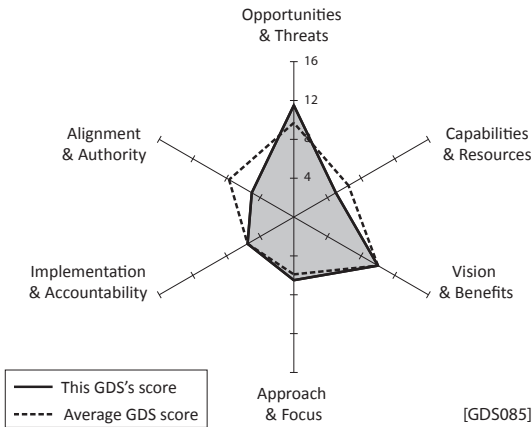 Opportunities
& Threats
16
12
8
4
Alignment
& Authority
Capabilities
& Resources
Implementation
& Accountability
Vision
& Benefits
This GDS's score
Average GDS score
Approach
& Focus
[GDS085]